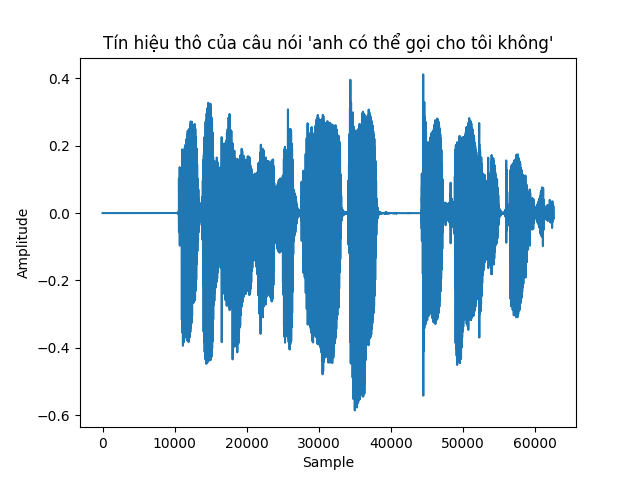 Tín hiệu thô của câu nói 'anh có thể gọi cho tôi không'
0.4
0.2
0.0
−0.2
−0.4
−0.6
Amplitude
0 10000 20000 30000 40000 50000 60000
Sample